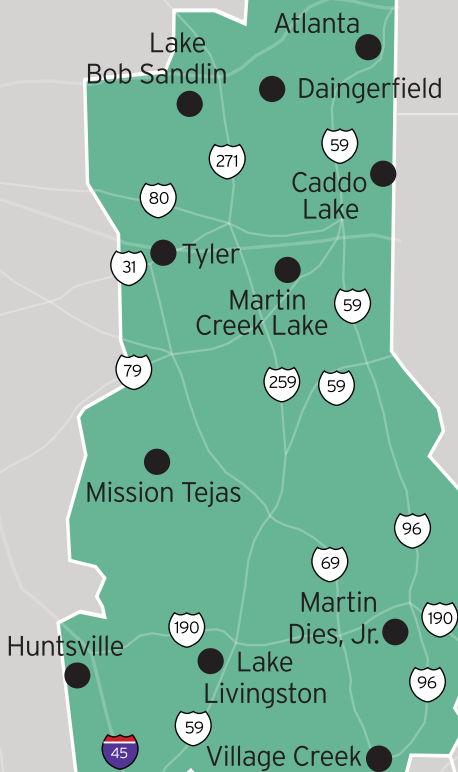 Atlanta
Lake
Bob Sandlin
Daingerfield
59
271
Caddo
Lake
80
Tyler
31
Martin
Creek Lake
59
79
259
59
Mission Tejas
96
69
Martin
Dies, Jr.
190
190
Huntsville
Lake
Livingston
96
59
45
Village Creek